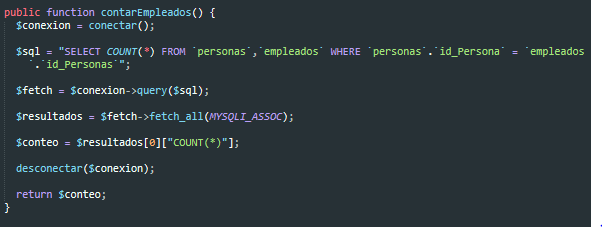 public function contarEmpleados() {
$conexion = conectar();
$sql = "SELECT COUNT(*) FROM `personas`,`empleados` WHERE `personas`.`id_Persona` = `empleados
`.`id_Personas`";
$fetch = $conexion->query($sql);
$resultados = $fetch->fetch_all(MYSQLI_ASSOC);
$conteo = $resultados[0]["COUNT(*)"];
desconectar($conexion);
return $conteo;
}